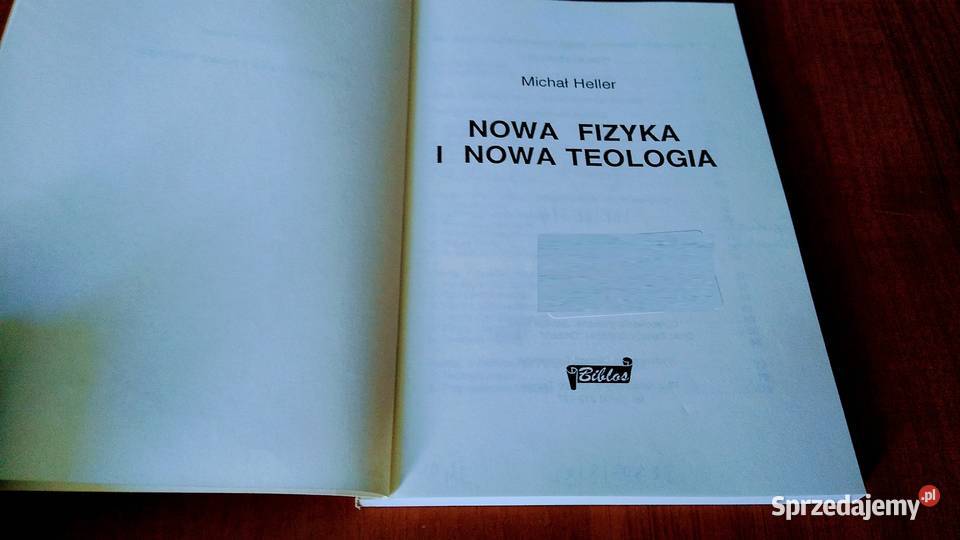 Michał Heller
NOWA FIZYKA
I NOWA TEOLOGIA
Biblos
Sprzedajemy.pl